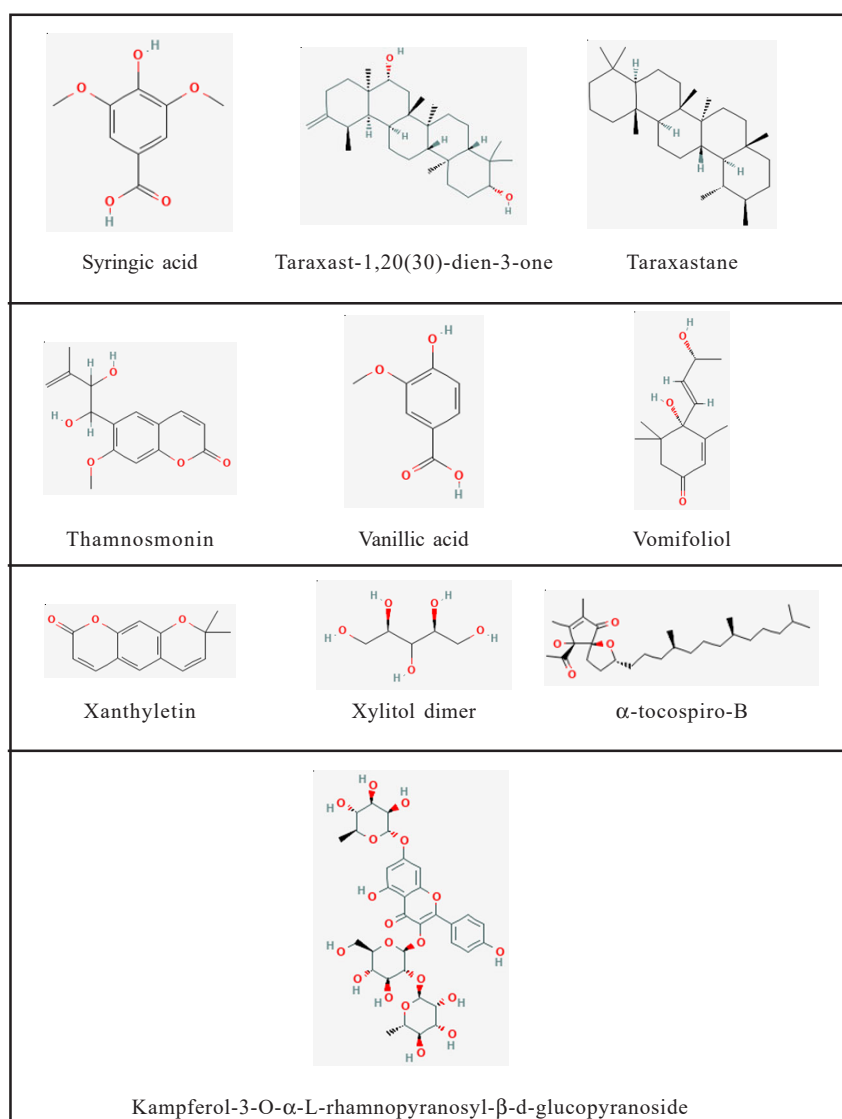 Syringic acid
Taraxast-1,20(30)-dien-3-one
Taraxastane
Thamnosmonin
Vanillic acid
Vomifoliol
Xanthyletin
Xylitol dimer
α-tocospiro-B
Kampferol-3-O-α-L-rhamnopyranosyl-β-d-glucopyranoside